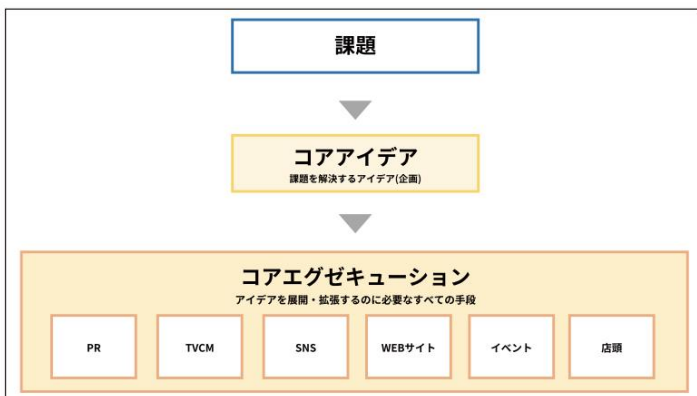 課題
コアアイデア
課題を解決するアイデア(企画)
コアエグゼキューション
アイデアを展開・拡張するのに必要なすべての手段
PR
TVCM
SNS
WEBサイト
イベント
店頭